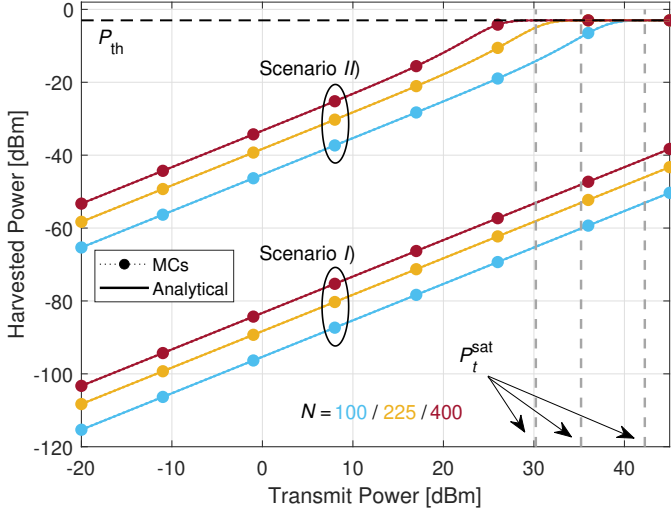 0
-20
-40
-60
-80
-100
-120
-20
-10
0
10
20
30
40
Harvested Power [dBm]
Transmit Power [dBm]
P_th
Scenario II)
Scenario I)
MCs
Analytical
P_t^sat
N = 100 / 225 / 400